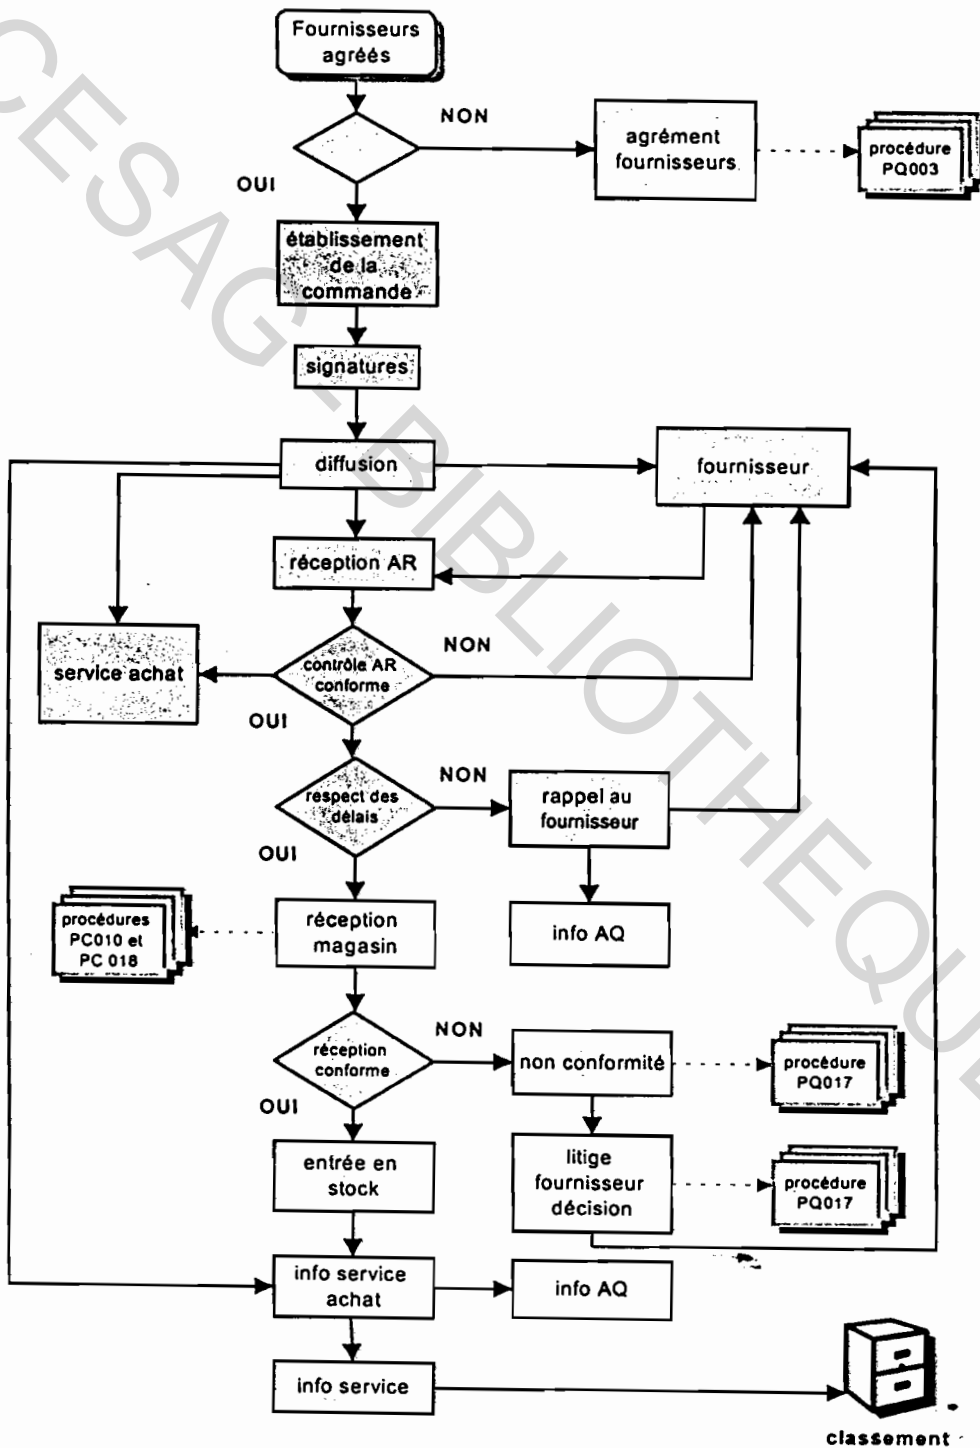 Fournisseurs
agréés
NON
agrément
fournisseurs
procédure
PQ003
OUI
établissement
de la
commande
signatures
diffusion
fournisseur
réception AR
NON
contrôle AR
conforme
service achat
OUI
NON
respect des
délais
rappel au
fournisseur
OUI
procédures
PC010 et
PC 018
réception
magasin
info AQ
NON
réception
conforme
non conformité
procédure
PQ017
OUI
entrée en
stock
litige
fournisseur
décision
procédure
PQ017
info service
achat
info AQ
info service
classement
CESAG - BIBLIOTHEQUE